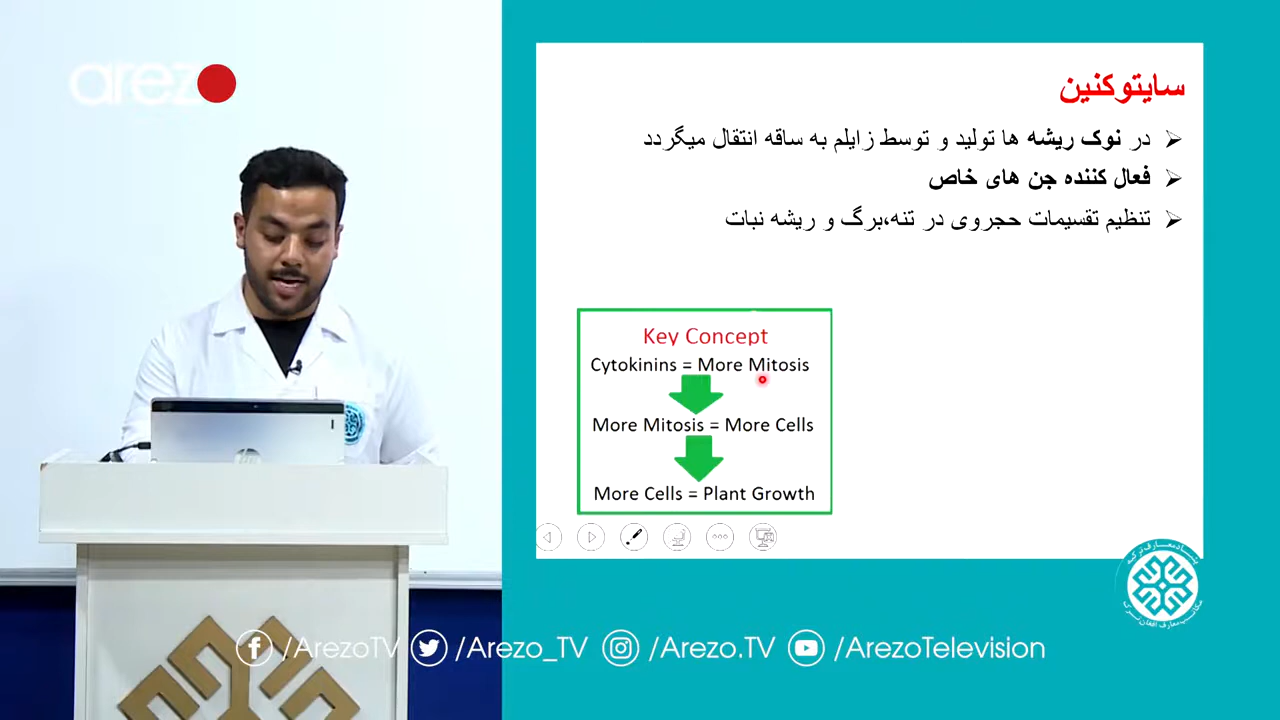 arezo
سایتوکنین
در نوک ریشه ها تولید و توسط زایلم به ساقه انتقال میگردد
فعال کننده جن های خاص
تنظیم تقسیمات حجروی در تنه،برگ و ریشه نبات
Key Concept
Cytokinins = More Mitosis
More Mitosis = More Cells
More Cells = Plant Growth
/ArezoTV /Arezo_TV /Arezo.TV /ArezoTelevision